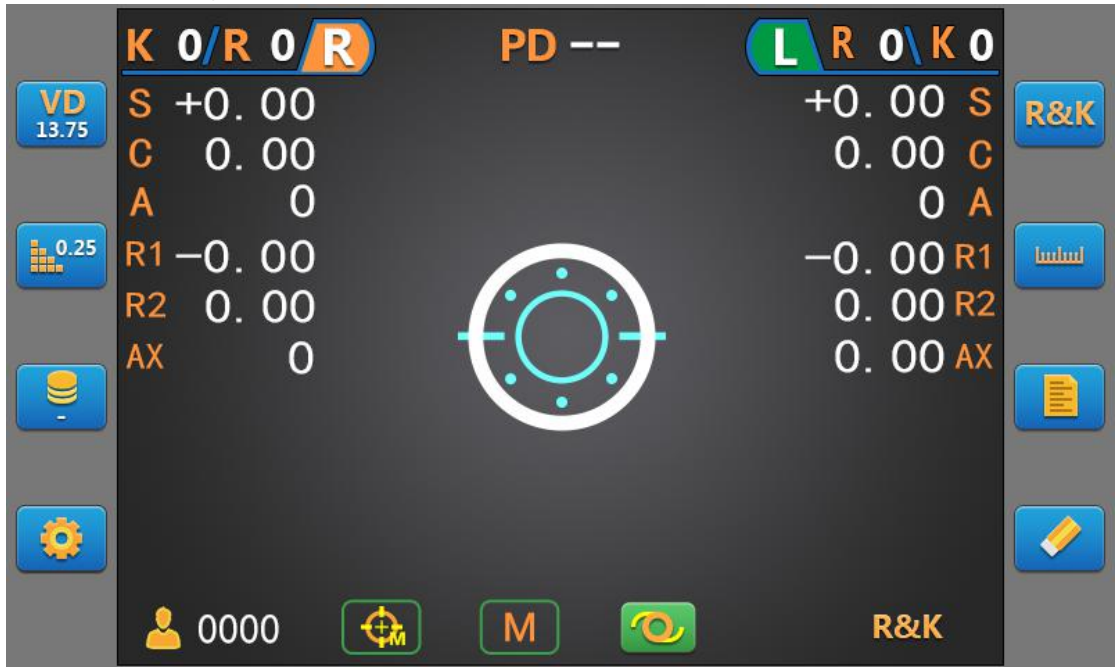 K 0/R 0/R PD −− L\R 0\K 0
VD
13.75
S +0.00 +0.00 S
R&K
C 0.00 0.00 C
A 0 0 A
0.25
R1 −0.00 −0.00 R1
R2 0.00 0.00 R2
AX 0 0.00 AX
-
0000 M M R&K